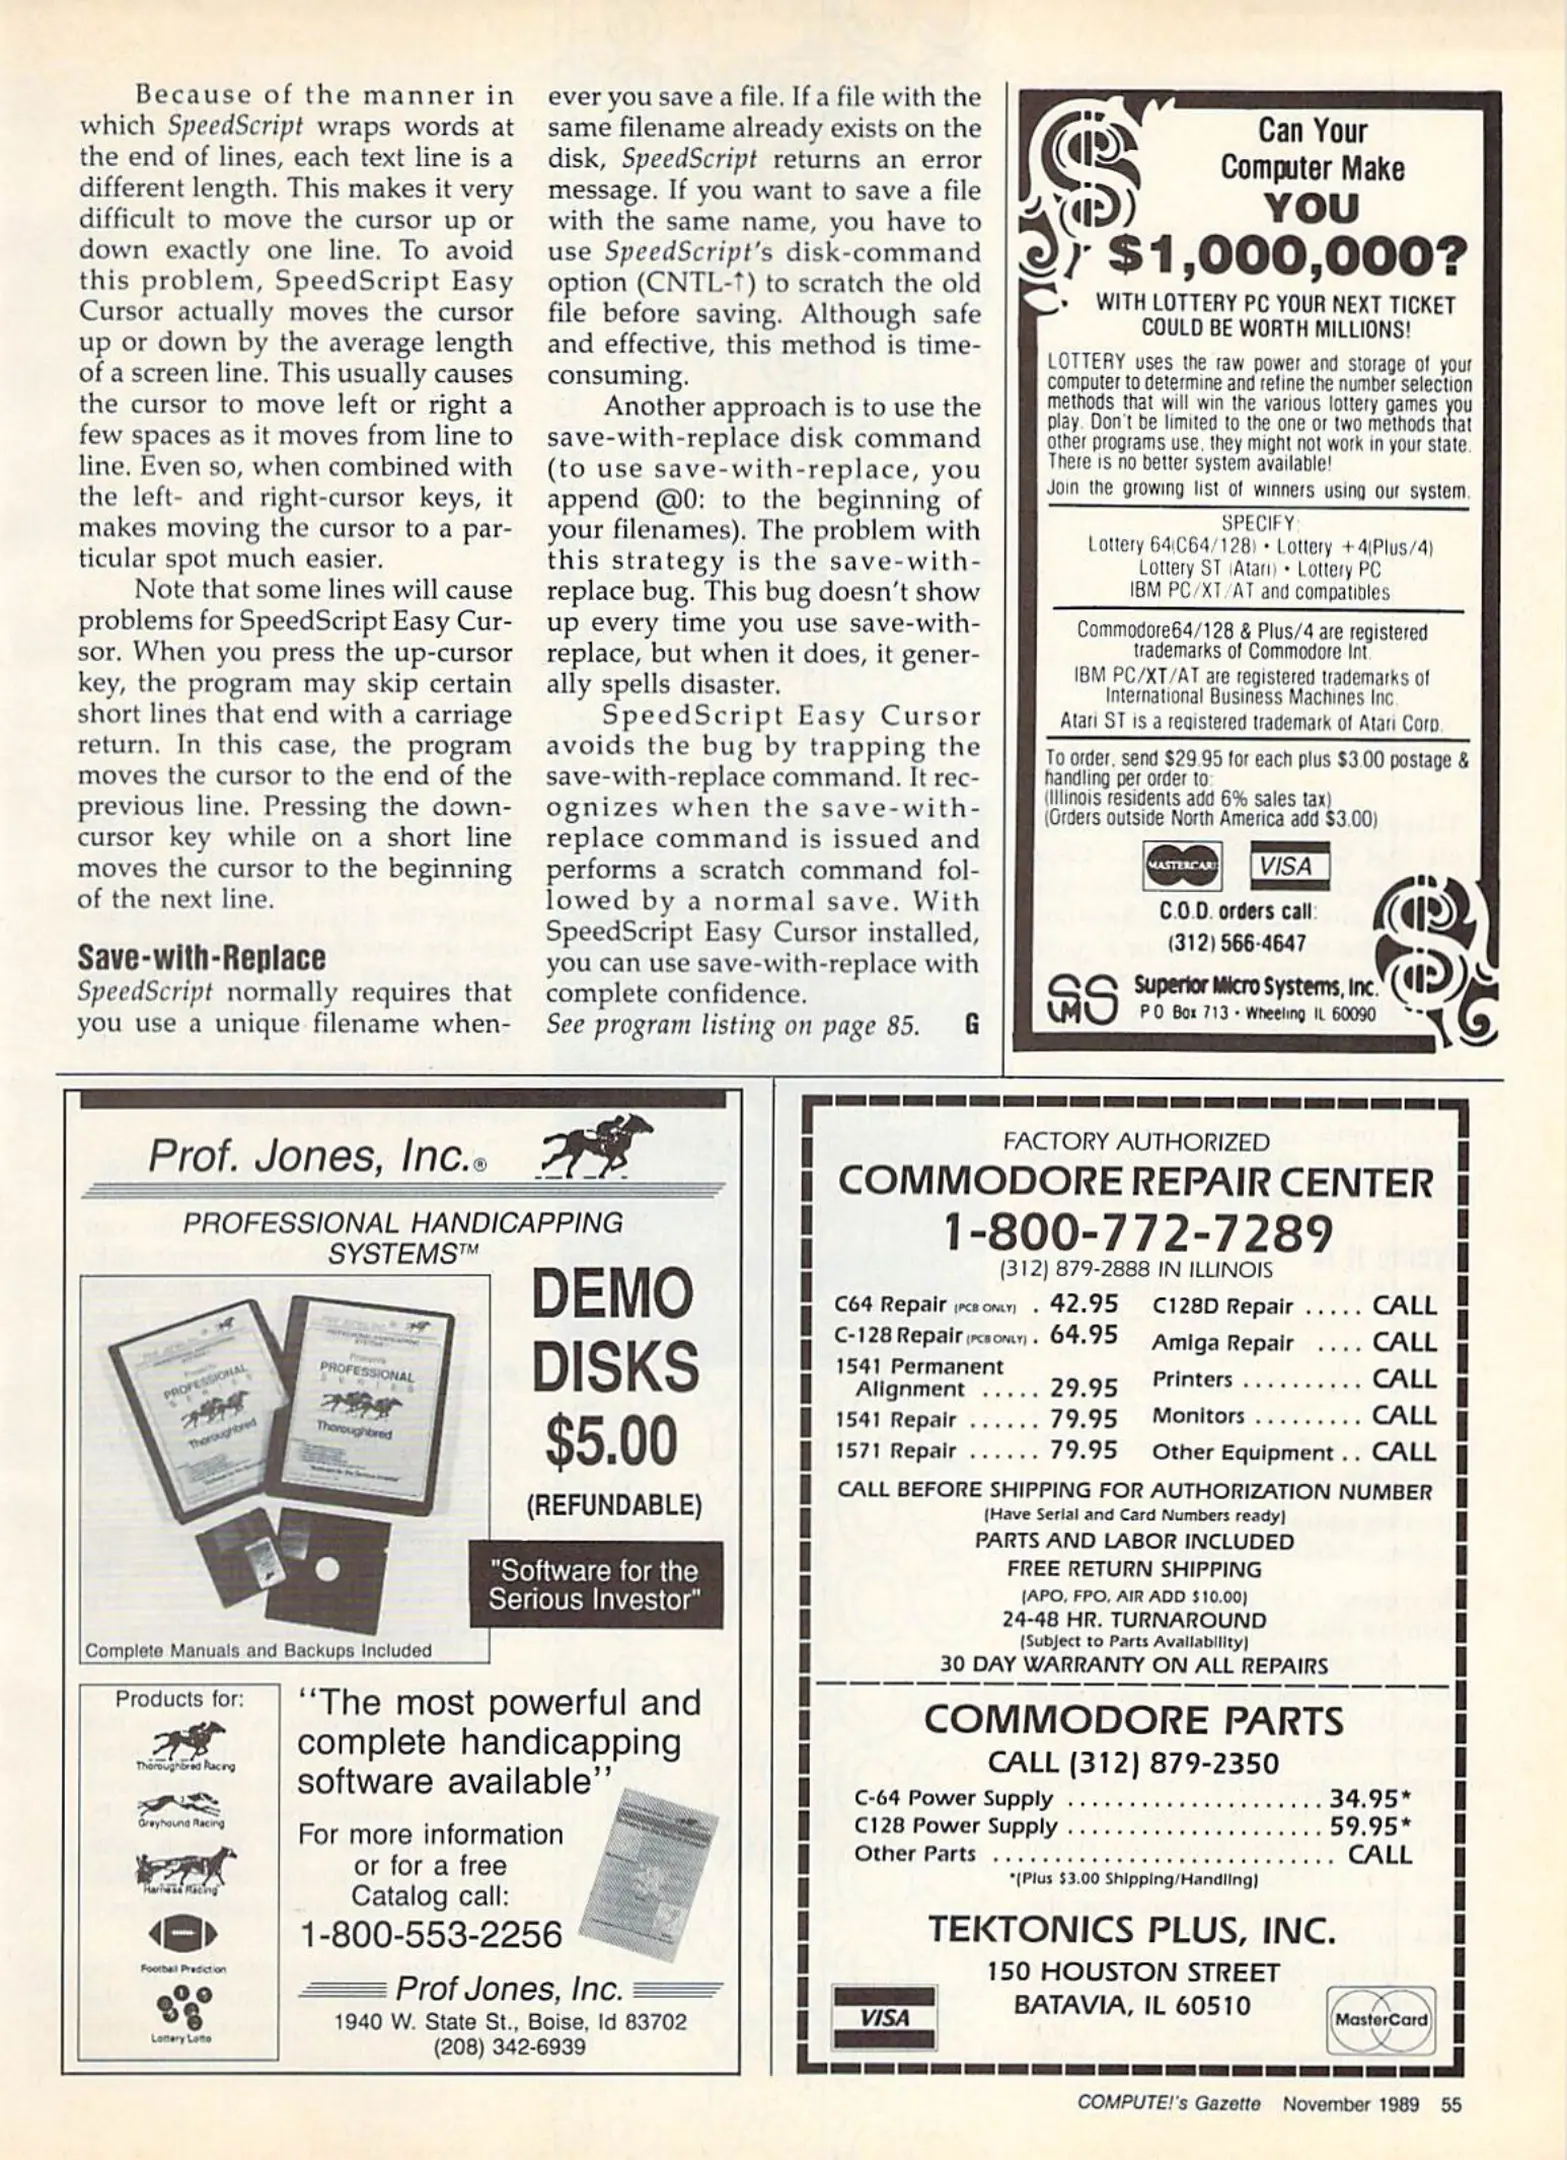 Because of the manner in
which SpeedScript wraps words at
the end of lines, each text line is a
different length. This makes it very
difficult to move the cursor up or
down exactly one line. To avoid
this problem, SpeedScript Easy
Cursor actually moves the cursor
up or down by the average length
of a screen line. This usually causes
the cursor to move left or right a
few spaces as it moves from line to
line. Even so, when combined with
the left- and right-cursor keys, it
makes moving the cursor to a par-
ticular spot much easier.
Note that some lines will cause
problems for SpeedScript Easy Cur-
sor. When you press the up-cursor
key, the program may skip certain
short lines that end with a carriage
return. In this case, the program
moves the cursor to the end of the
previous line. Pressing the down-
cursor key while on a short line
moves the cursor to the beginning
of the next line.
Save-with-Replace
SpeedScript normally requires that
you use a unique filename when-
ever you save a file. If a file with the
same filename already exists on the
disk, SpeedScript returns an error
message. If you want to save a file
with the same name, you have to
use SpeedScript's disk-command
option (CNTL-↑) to scratch the old
file before saving. Although safe
and effective, this method is time-
consuming.
Another approach is to use the
save-with-replace disk command
(to use save-with-replace, you
append @0: to the beginning of
your filenames). The problem with
this strategy is the save-with-
replace bug. This bug doesn't show
up every time you use save-with-
replace, but when it does, it gener-
ally spells disaster.
SpeedScript Easy Cursor
avoids the bug by trapping the
save-with-replace command. It rec-
ognizes when the save-with-
replace command is issued and
performs a scratch command fol-
lowed by a normal save. With
SpeedScript Easy Cursor installed,
you can use save-with-replace with
complete confidence.
See program listing on page 85. G
Can Your
Computer Make
YOU
$1,000,000?
WITH LOTTERY PC YOUR NEXT TICKET
COULD BE WORTH MILLIONS!
LOTTERY uses the raw power and storage of your
computer to determine and refine the number selection
methods that will win the various lottery games you
play. Don't be limited to the one or two methods that
other programs use, they might not work in your state.
There is no better system available!
Join the growing list of winners using our system.
SPECIFY:
Lottery 64(C64/128) • Lottery +4(Plus/4)
Lottery ST (Atari) • Lottery PC
IBM PC/XT/AT and compatibles
Commodore64/128 & Plus/4 are registered
trademarks of Commodore Int.
IBM PC/XT/AT are registered trademarks of
International Business Machines Inc.
Atari ST is a registered trademark of Atari Corp.
To order, send $29.95 for each plus $3.00 postage &
handling per order to:
(Illinois residents add 6% sales tax)
(Orders outside North America add $3.00)
MASTERCARD VISA
C.O.D. orders call:
(312) 566-4647
SMS Superior Micro Systems, Inc.
P O Box 713 • Wheeling IL 60090
Prof. Jones, Inc.®
PROFESSIONAL HANDICAPPING
SYSTEMS™
PROFESSIONAL
SERIES
Thoroughbred
PROFESSIONAL
SERIES
Thoroughbred
DEMO
DISKS
$5.00
(REFUNDABLE)
"Software for the
Serious Investor"
Complete Manuals and Backups Included
Products for:
Thoroughbred Racing
Greyhound Racing
Harness Racing
Football Prediction
Lottery Lotto
"The most powerful and
complete handicapping
software available"
For more information
or for a free
Catalog call:
1-800-553-2256
Prof Jones, Inc.
1940 W. State St., Boise, Id 83702
(208) 342-6939
FACTORY AUTHORIZED
COMMODORE REPAIR CENTER
1-800-772-7289
(312) 879-2888 IN ILLINOIS
C64 Repair (PCB ONLY) . 42.95
C-128 Repair (PCB ONLY) . 64.95
1541 Permanent
Alignment ..... 29.95
1541 Repair ...... 79.95
1571 Repair ...... 79.95
C128D Repair ..... CALL
Amiga Repair .... CALL
Printers .......... CALL
Monitors ......... CALL
Other Equipment .. CALL
CALL BEFORE SHIPPING FOR AUTHORIZATION NUMBER
(Have Serial and Card Numbers ready)
PARTS AND LABOR INCLUDED
FREE RETURN SHIPPING
(APO, FPO, AIR ADD $10.00)
24-48 HR. TURNAROUND
(Subject to Parts Availability)
30 DAY WARRANTY ON ALL REPAIRS
COMMODORE PARTS
CALL (312) 879-2350
C-64 Power Supply ..................... 34.95*
C128 Power Supply ..................... 59.95*
Other Parts ............................ CALL
*(Plus $3.00 Shipping/Handling)
TEKTONICS PLUS, INC.
150 HOUSTON STREET
BATAVIA, IL 60510
VISA
MasterCard
COMPUTE!'s Gazette November 1989 55